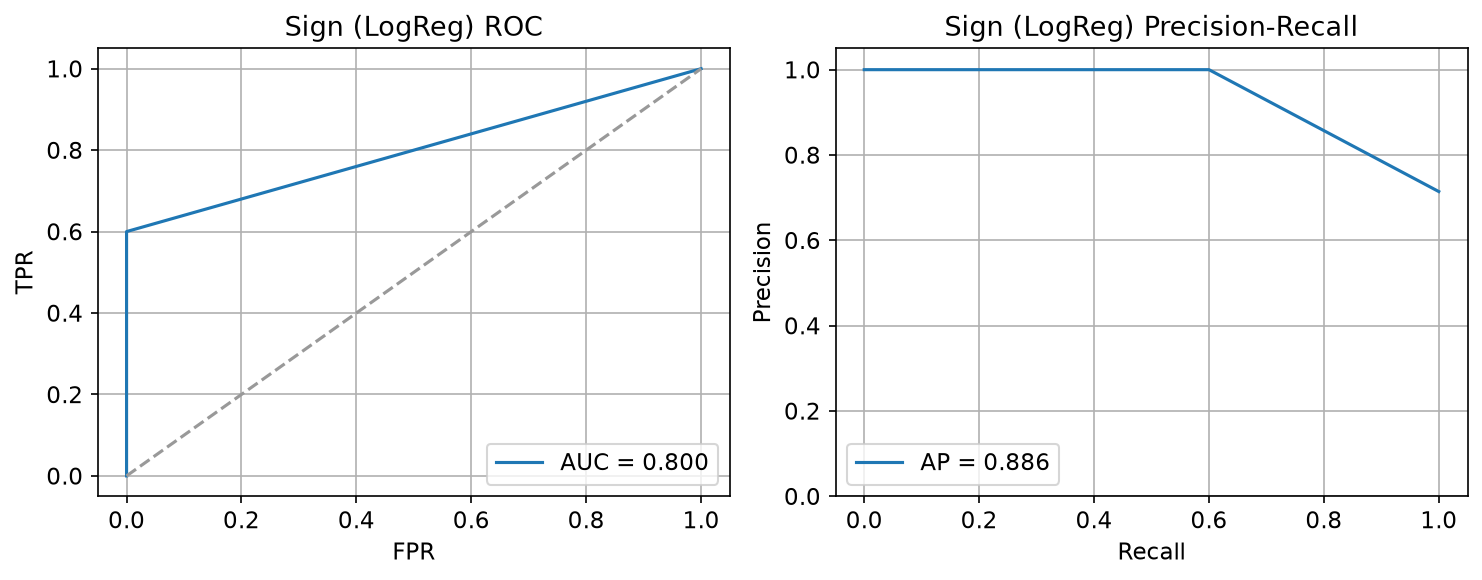 Sign (LogReg) ROC
1.0
0.8
0.6
0.4
0.2
0.0
TPR
0.0 0.2 0.4 0.6 0.8 1.0
FPR
AUC = 0.800
Sign (LogReg) Precision-Recall
1.0
0.8
0.6
0.4
0.2
0.0
Precision
0.0 0.2 0.4 0.6 0.8 1.0
Recall
AP = 0.886